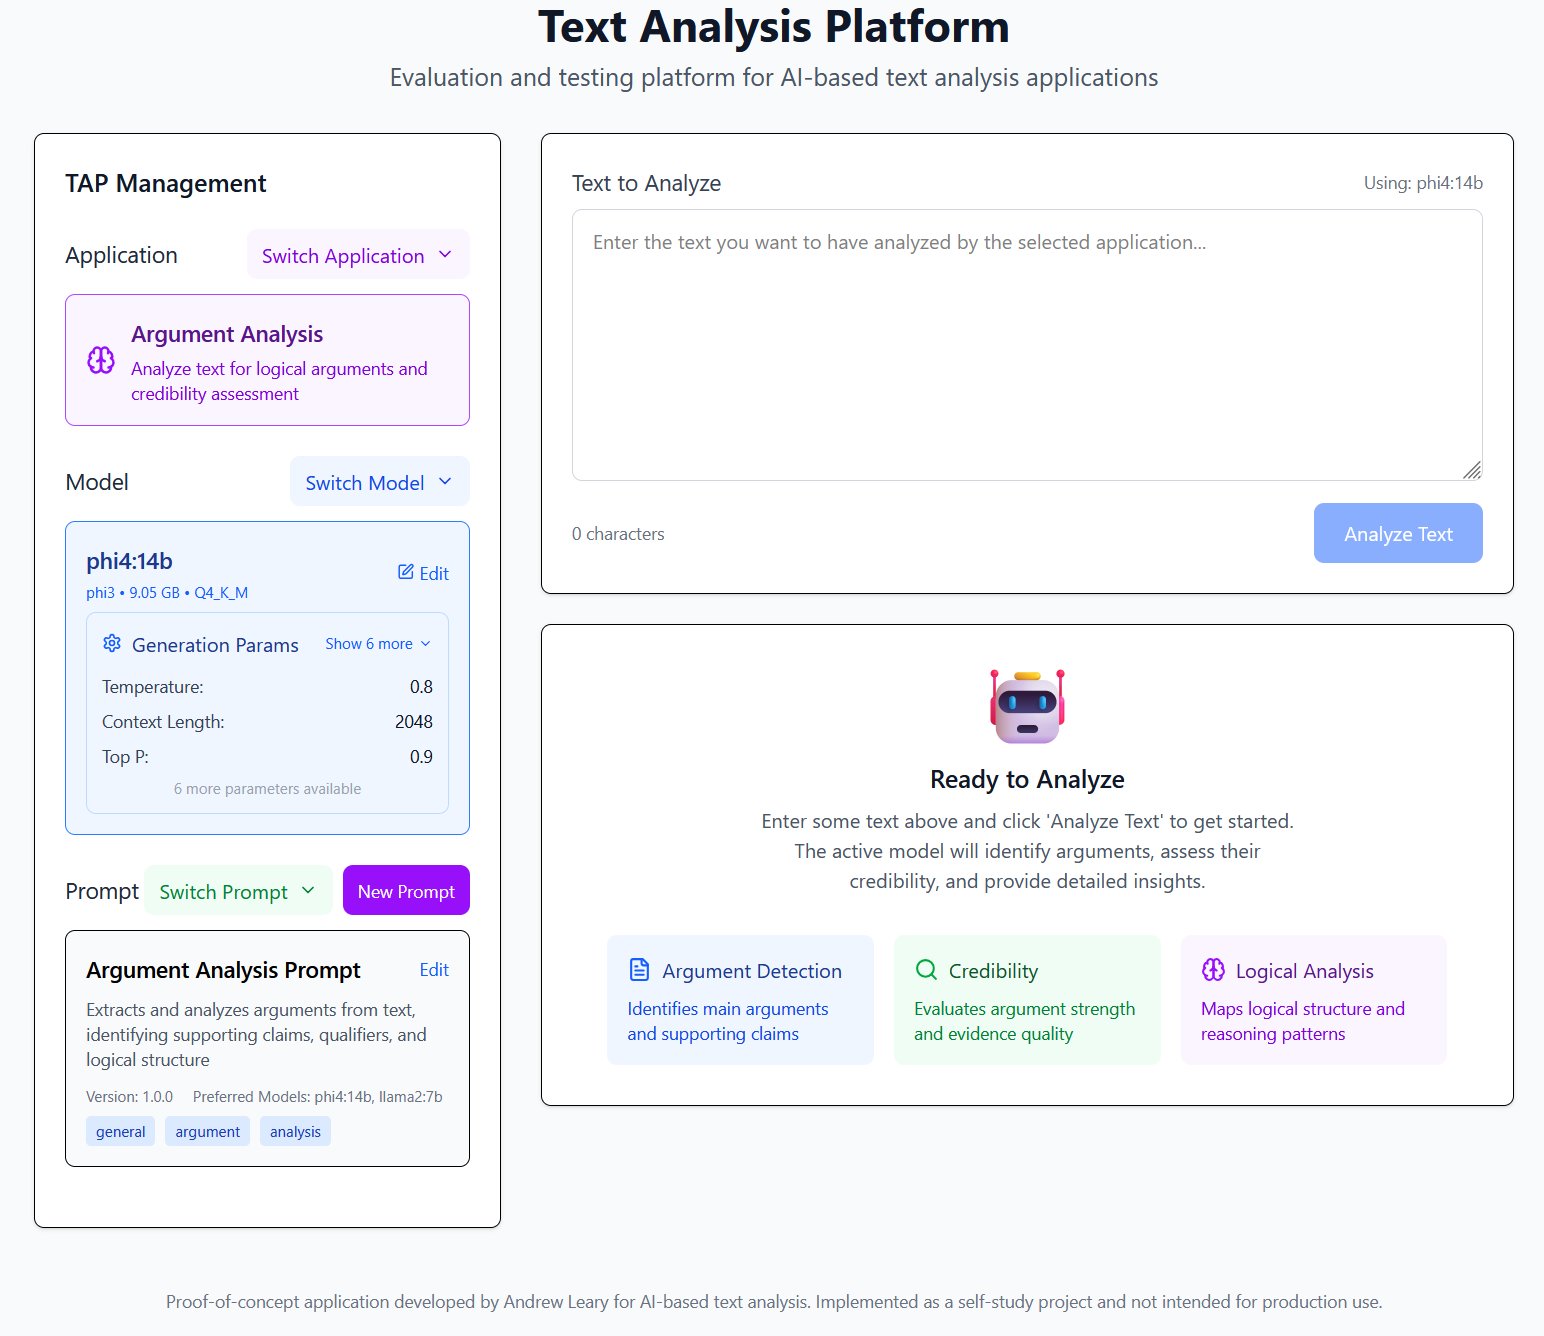 Text Analysis Platform
Evaluation and testing platform for AI-based text analysis applications
TAP Management
Application
Switch Application
Argument Analysis
Analyze text for logical arguments and
credibility assessment
Model
Switch Model
phi4:14b
phi3 • 9.05 GB • Q4_K_M
Edit
Generation Params
Show 6 more
Temperature: 0.8
Context Length: 2048
Top P: 0.9
6 more parameters available
Prompt
Switch Prompt
New Prompt
Argument Analysis Prompt
Edit
Extracts and analyzes arguments from text,
identifying supporting claims, qualifiers, and
logical structure
Version: 1.0.0 Preferred Models: phi4:14b, llama2:7b
general argument analysis
Text to Analyze
Using: phi4:14b
Enter the text you want to have analyzed by the selected application...
0 characters
Analyze Text
Ready to Analyze
Enter some text above and click 'Analyze Text' to get started.
The active model will identify arguments, assess their
credibility, and provide detailed insights.
Argument Detection
Identifies main arguments
and supporting claims
Credibility
Evaluates argument strength
and evidence quality
Logical Analysis
Maps logical structure and
reasoning patterns
Proof-of-concept application developed by Andrew Leary for AI-based text analysis. Implemented as a self-study project and not intended for production use.